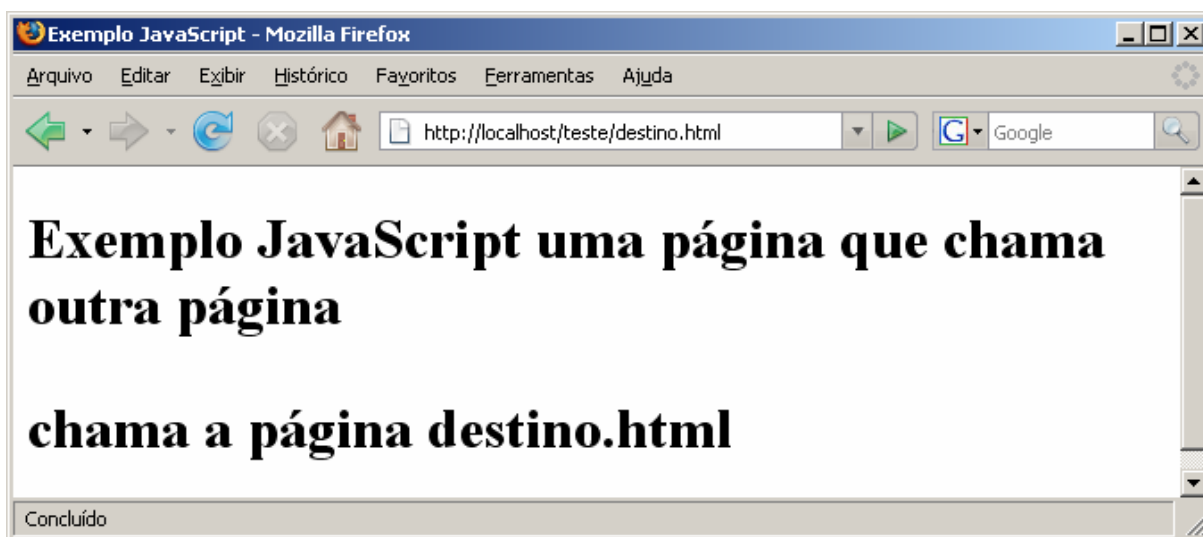 Exemplo JavaScript - Mozilla Firefox
Arquivo Editar Exibir Histórico Favoritos Ferramentas Ajuda
http://localhost/teste/destino.html G Google
Exemplo JavaScript uma página que chama
outra página
chama a página destino.html
Concluído